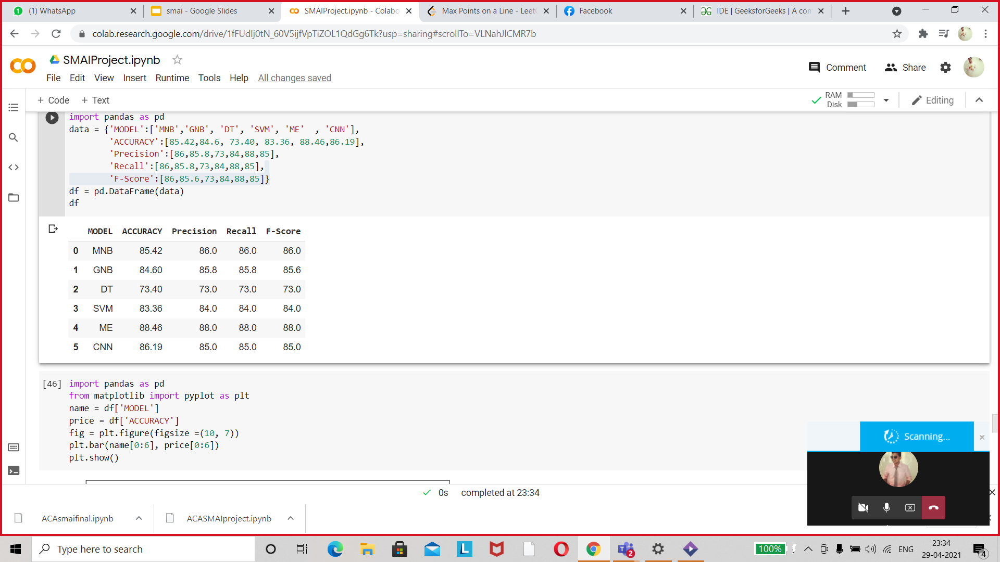 (1) WhatsApp
smai - Google Slides
SMAIProject.ipynb - Colabo
Max Points on a Line - Leet
Facebook
IDE | GeeksforGeeks | A com
colab.research.google.com/drive/1fFUdIj0tN_60V5ijfVpTiZOL1QdGg6Tk?usp=sharing#scrollTo=VLNahJlCMR7b
SMAIProject.ipynb
File Edit View Insert Runtime Tools Help All changes saved
Comment
Share
+ Code + Text
RAM
Disk
Editing
import pandas as pd
data = {'MODEL':['MNB','GNB', 'DT', 'SVM', 'ME'  , 'CNN'],
'ACCURACY':[85.42,84.6, 73.40, 83.36, 88.46,86.19],
'Precision':[86,85.8,73,84,88,85],
'Recall':[86,85.8,73,84,88,85],
'F-Score':[86,85.6,73,84,88,85]}
df = pd.DataFrame(data)
df
MODEL ACCURACY Precision Recall F-Score
0 MNB 85.42 86.0 86.0 86.0
1 GNB 84.60 85.8 85.8 85.6
2 DT 73.40 73.0 73.0 73.0
3 SVM 83.36 84.0 84.0 84.0
4 ME 88.46 88.0 88.0 88.0
5 CNN 86.19 85.0 85.0 85.0
[46] import pandas as pd
from matplotlib import pyplot as plt
name = df['MODEL']
price = df['ACCURACY']
fig = plt.figure(figsize =(10, 7))
plt.bar(name[0:6], price[0:6])
plt.show()
Scanning...
0s completed at 23:34
ACAsmaifinal.ipynb
ACASMAIproject.ipynb
Type here to search
L
2
100%
ENG
23:34
29-04-2021
4